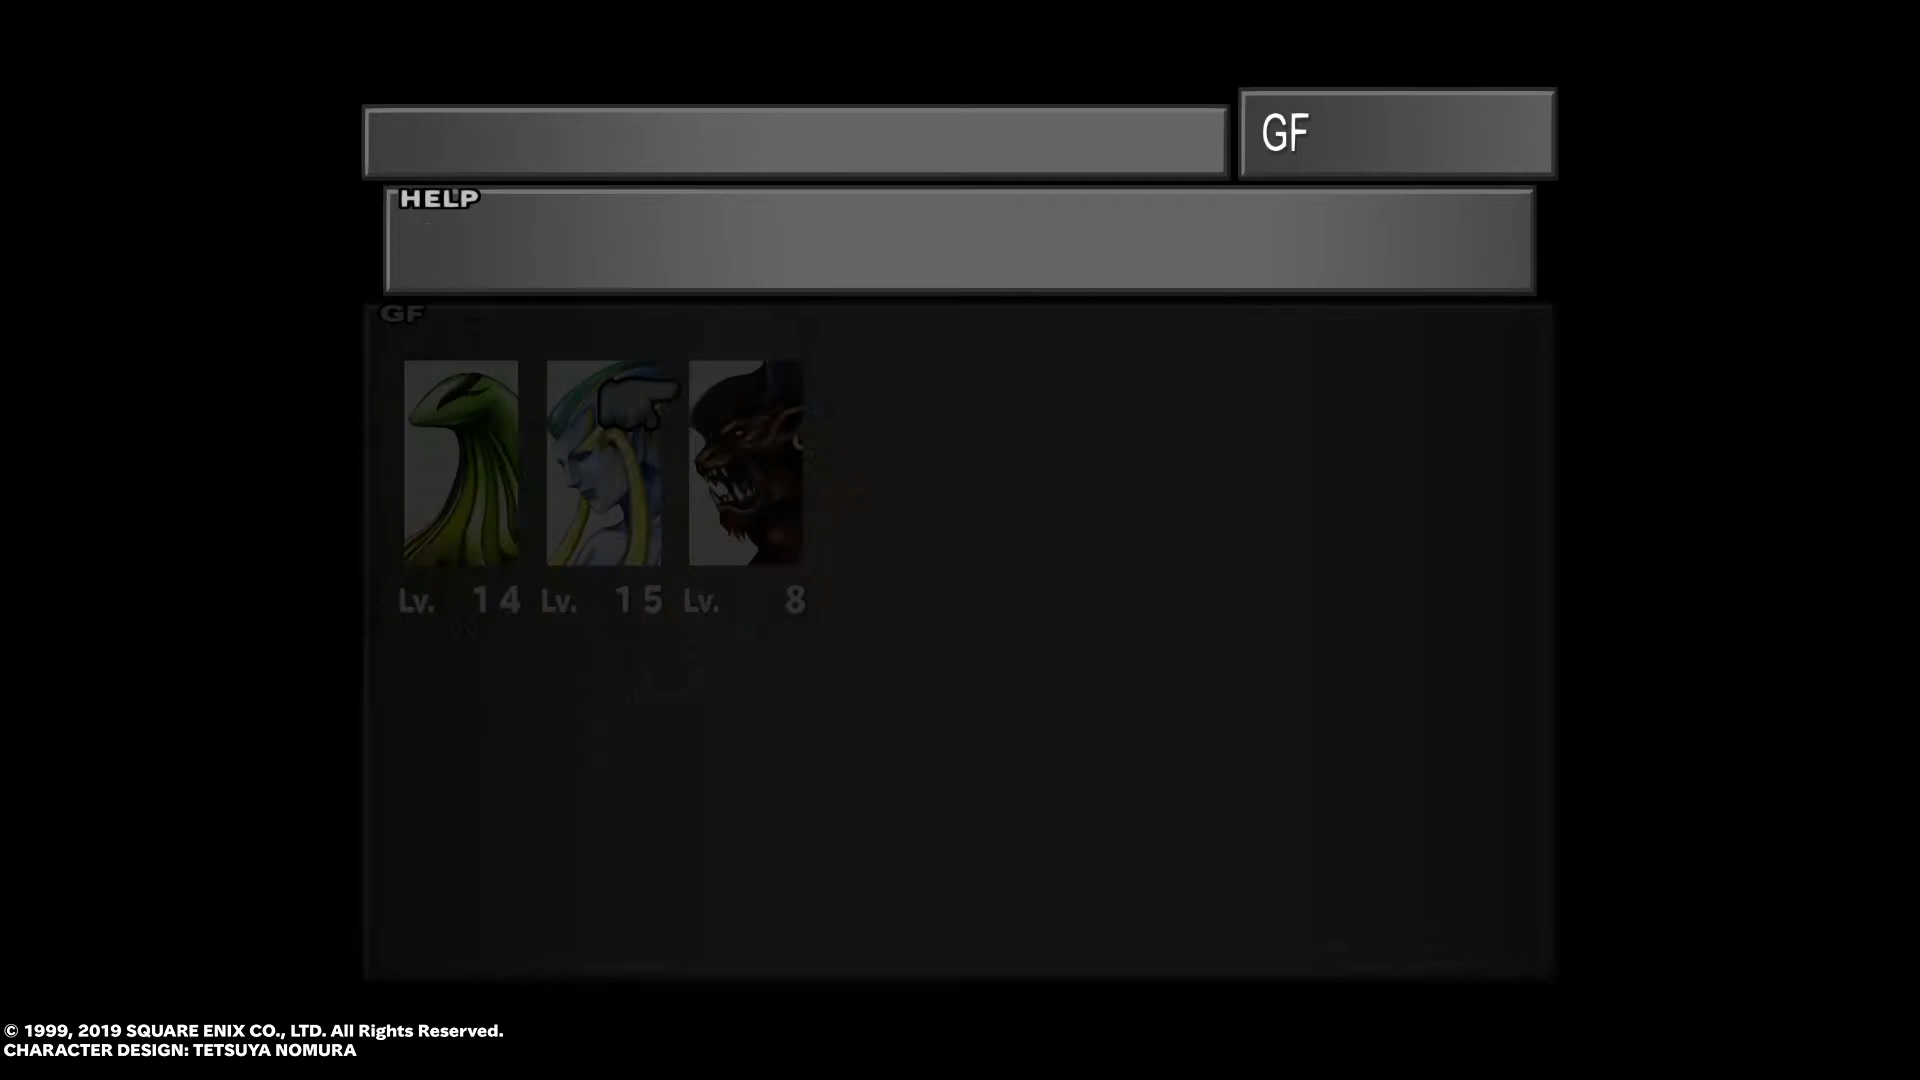 GF
HELP
GF
Lv. 14 Lv. 15 Lv. 8
© 1999, 2019 SQUARE ENIX CO., LTD. All Rights Reserved.
CHARACTER DESIGN: TETSUYA NOMURA